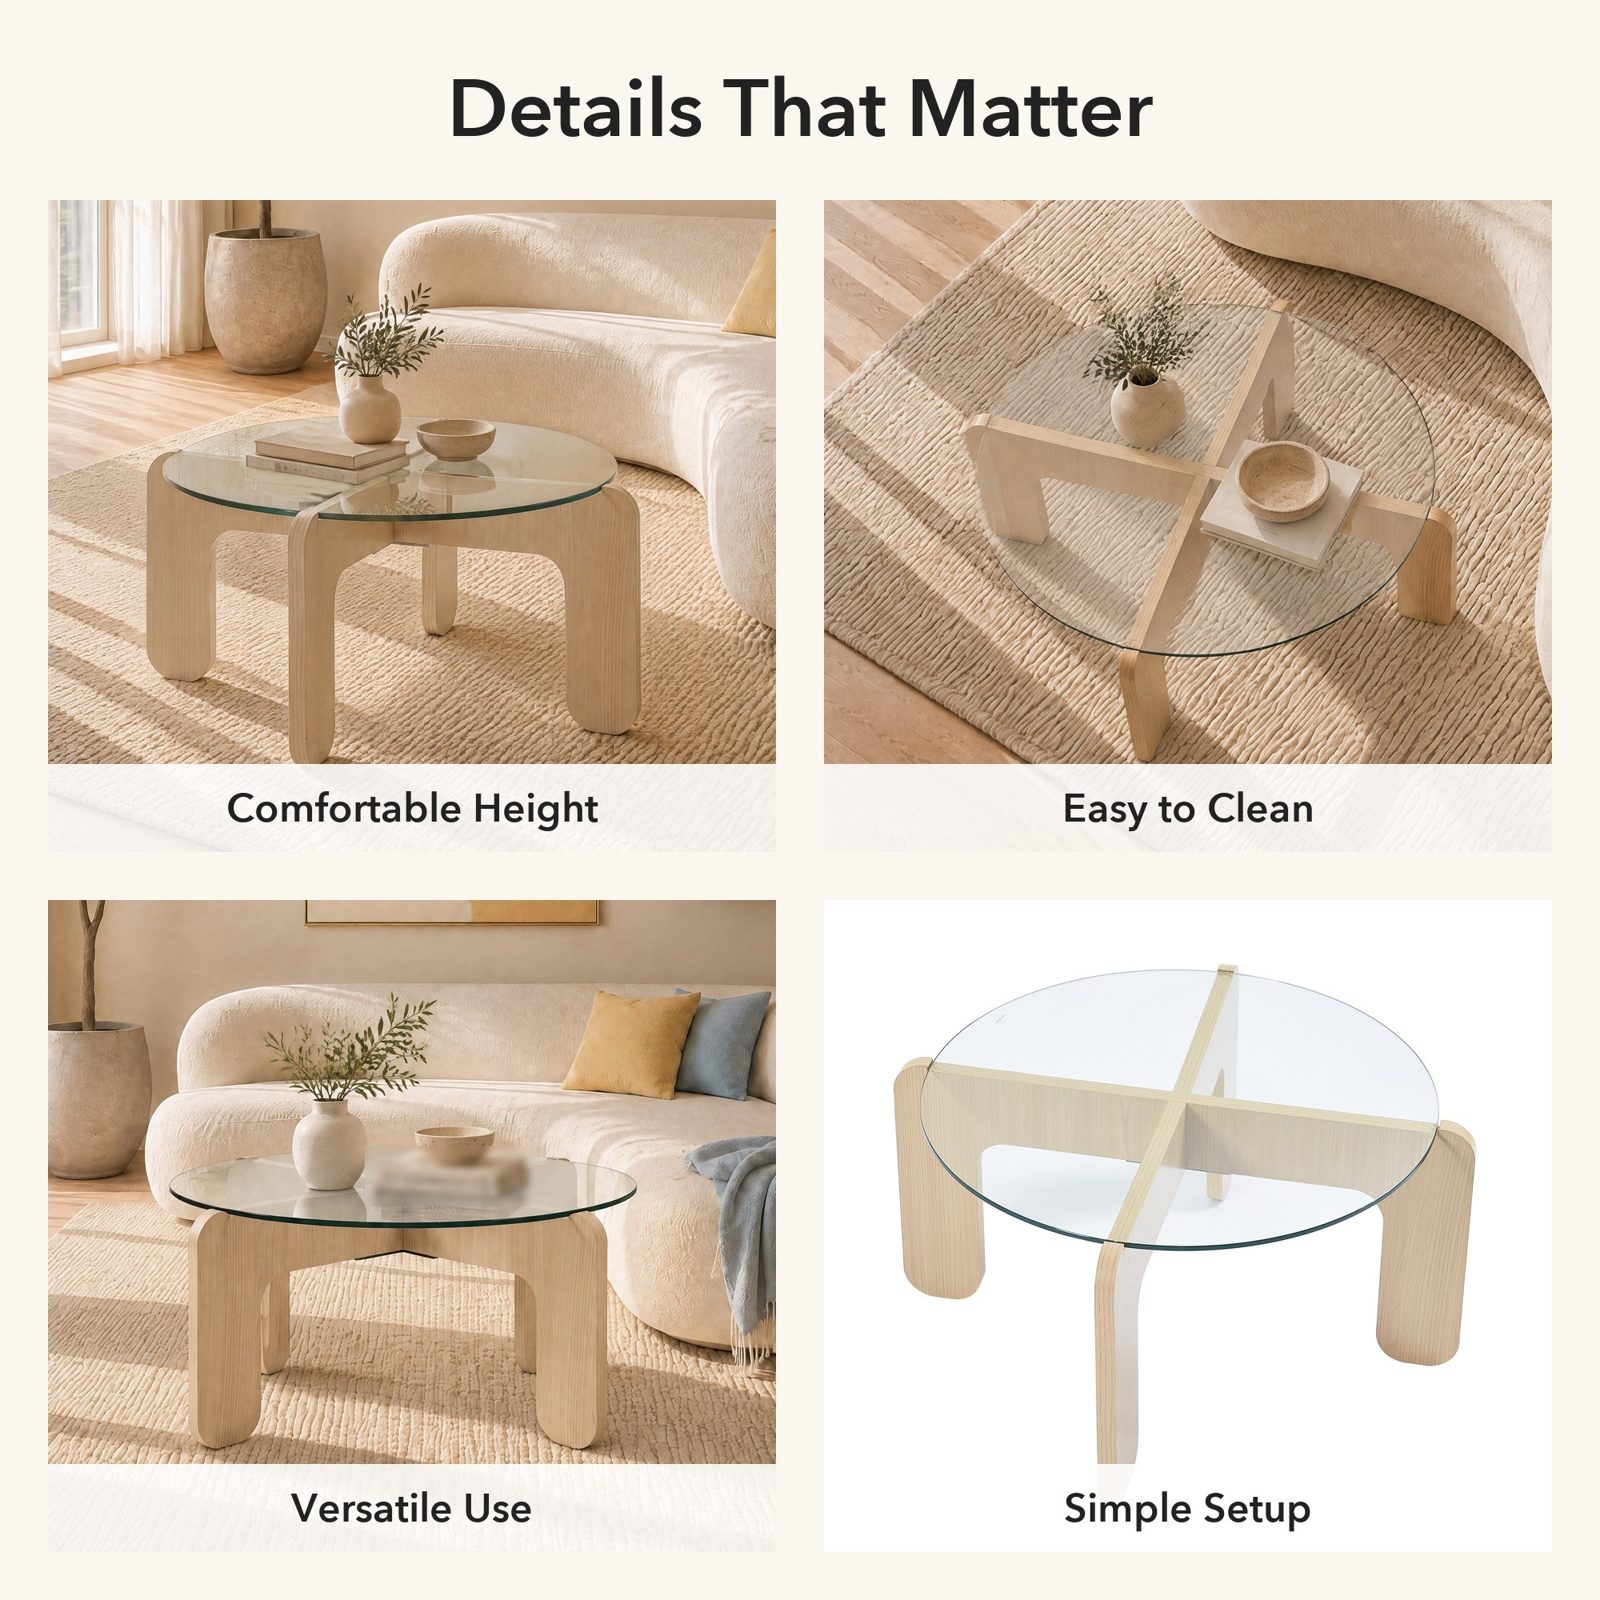 Details That Matter
Comfortable Height
Easy to Clean
Versatile Use
Simple Setup